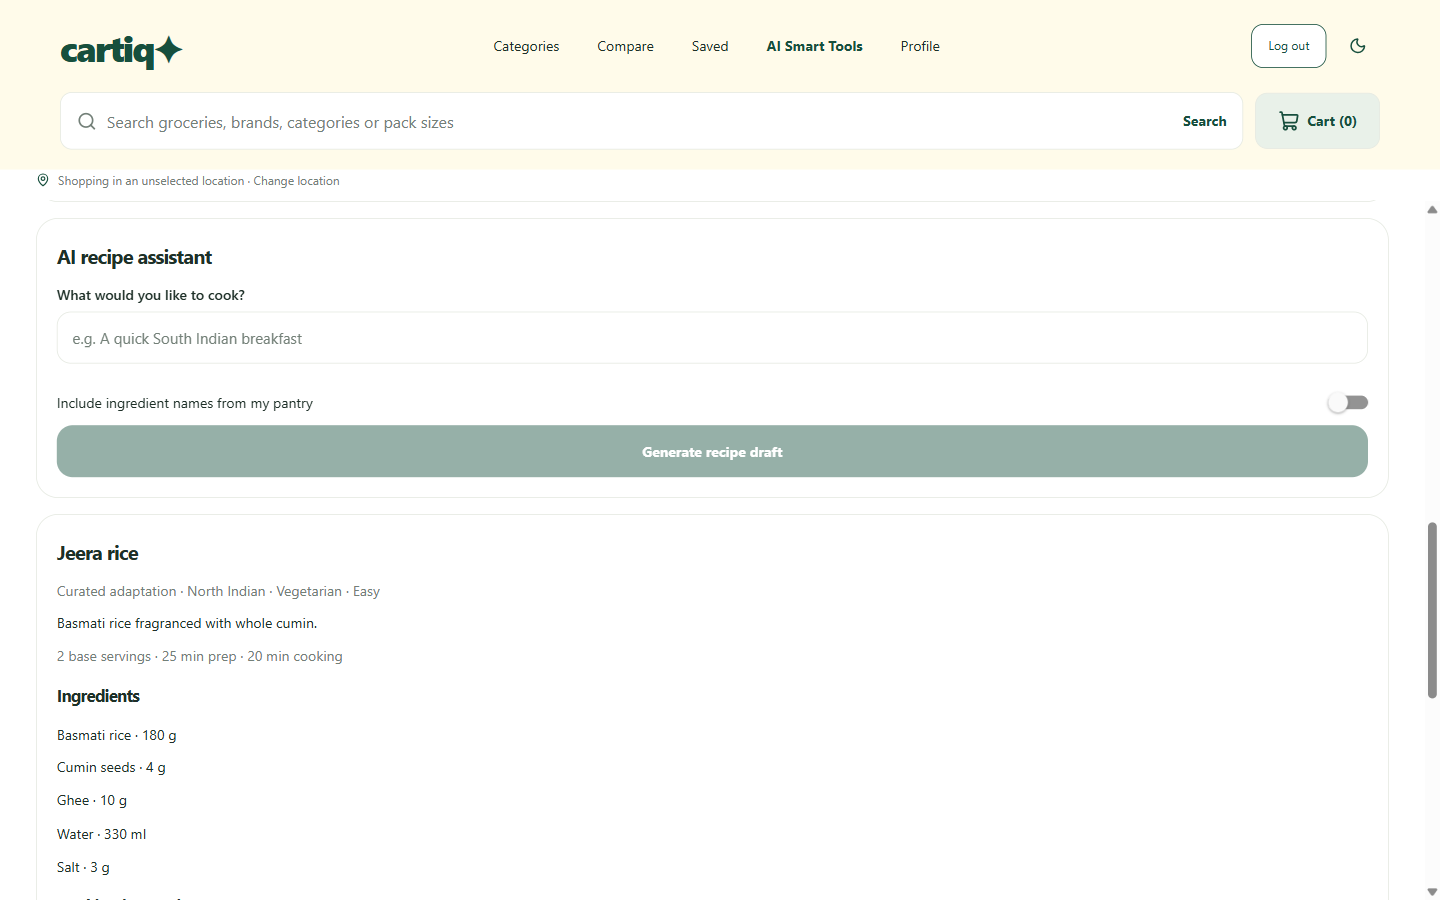 cartiq
Categories
Compare
Saved
AI Smart Tools
Profile
Log out
Search groceries, brands, categories or pack sizes
Search
Cart (0)
Shopping in an unselected location · Change location
AI recipe assistant
What would you like to cook?
e.g. A quick South Indian breakfast
Include ingredient names from my pantry
Generate recipe draft
Jeera rice
Curated adaptation · North Indian · Vegetarian · Easy
Basmati rice fragranced with whole cumin.
2 base servings · 25 min prep · 20 min cooking
Ingredients
Basmati rice · 180 g
Cumin seeds · 4 g
Ghee · 10 g
Water · 330 ml
Salt · 3 g